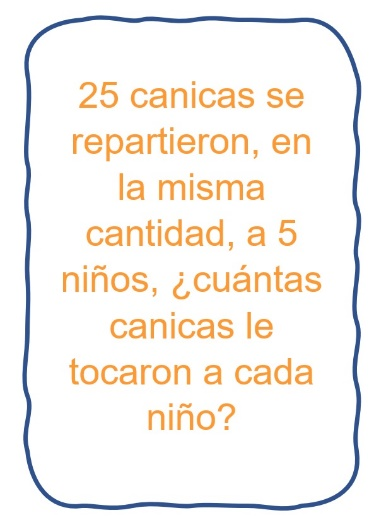 25 canicas se
repartieron, en
la misma
cantidad, a 5
niños, ¿cuántas
canicas le
tocaron a cada
niño?